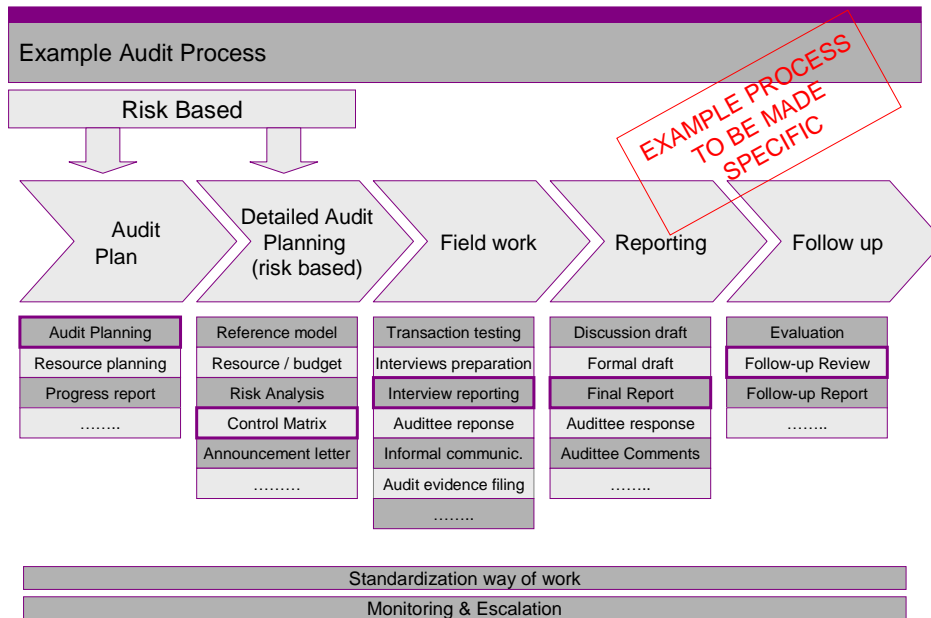 Example Audit Process
EXAMPLE PROCESS
TO BE MADE
SPECIFIC
Risk Based
Audit
Plan
Detailed Audit
Planning
(risk based)
Field work
Reporting
Follow up
Audit Planning
Resource planning
Progress report
……..
Reference model
Resource / budget
Risk Analysis
Control Matrix
Announcement letter
………
Transaction testing
Interviews preparation
Interview reporting
Audittee reponse
Informal communic.
Audit evidence filing
……..
Discussion draft
Formal draft
Final Report
Audittee response
Audittee Comments
……..
Evaluation
Follow-up Review
Follow-up Report
……..
Standardization way of work
Monitoring & Escalation